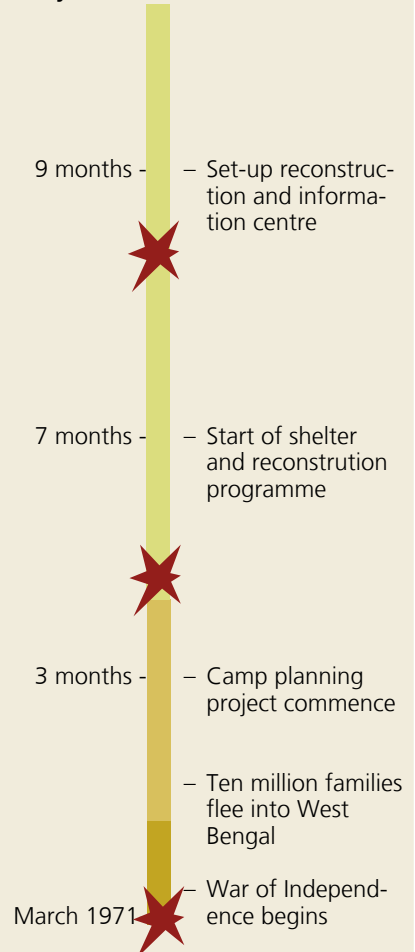 9 months -
– Set-up reconstruc-
tion and informa-
tion centre
7 months -
– Start of shelter
and reconstrution
programme
3 months -
– Camp planning
project commence
– Ten million families
flee into West
Bengal
– War of Independ-
ence begins
March 1971